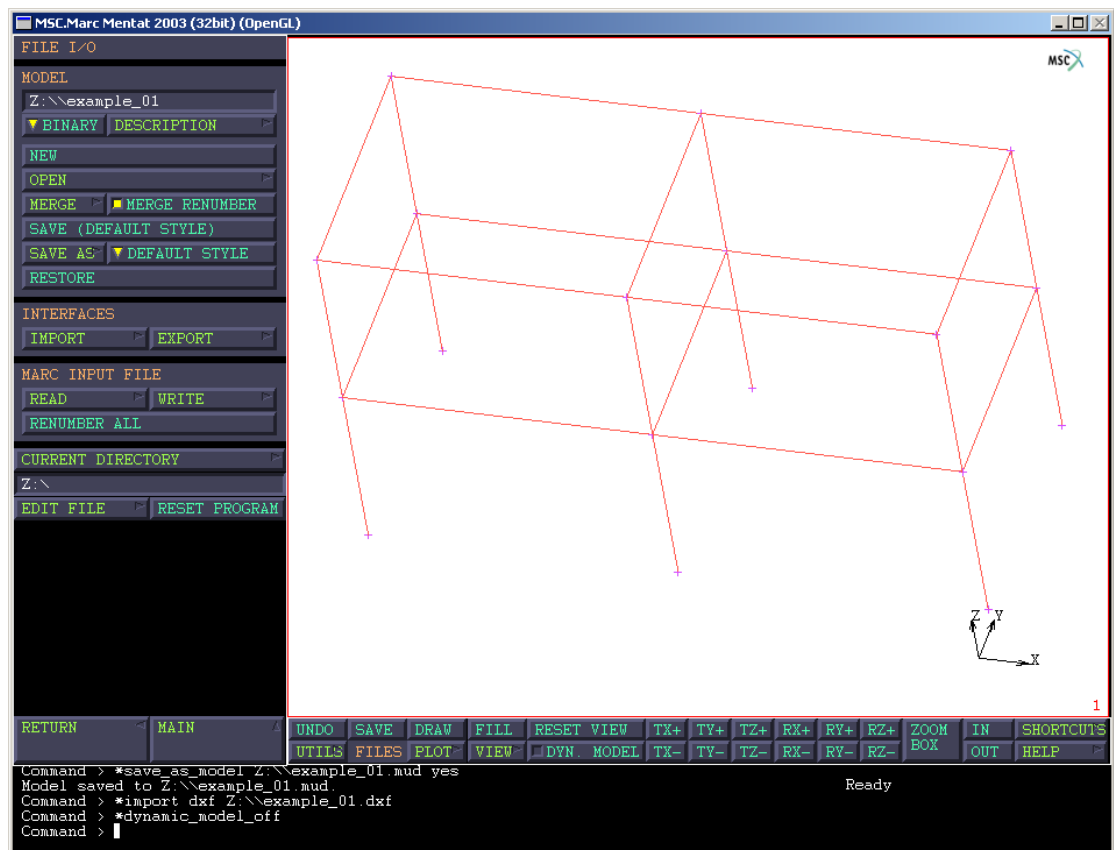 MSC.Marc Mentat 2003 (32bit) (OpenGL)
FILE I/O
MODEL
Z:\\example_01
BINARY DESCRIPTION
NEW
OPEN
MERGE MERGE RENUMBER
SAVE (DEFAULT STYLE)
SAVE AS DEFAULT STYLE
RESTORE
INTERFACES
IMPORT EXPORT
MARC INPUT FILE
READ WRITE
RENUMBER ALL
CURRENT DIRECTORY
Z:\
EDIT FILE RESET PROGRAM
MSC
Z Y
X
1
RETURN MAIN
UNDO SAVE DRAW FILL RESET VIEW TX+ TY+ TZ+ RX+ RY+ RZ+ ZOOM BOX IN SHORTCUTS
UTILS FILES PLOT VIEW DYN. MODEL TX- TY- TZ- RX- RY- RZ- OUT HELP
Command > *save_as_model Z:\\example_01.mud yes
Model saved to Z:\\example_01.mud.
Ready
Command > *import dxf Z:\\example_01.dxf
Command > *dynamic_model_off
Command >